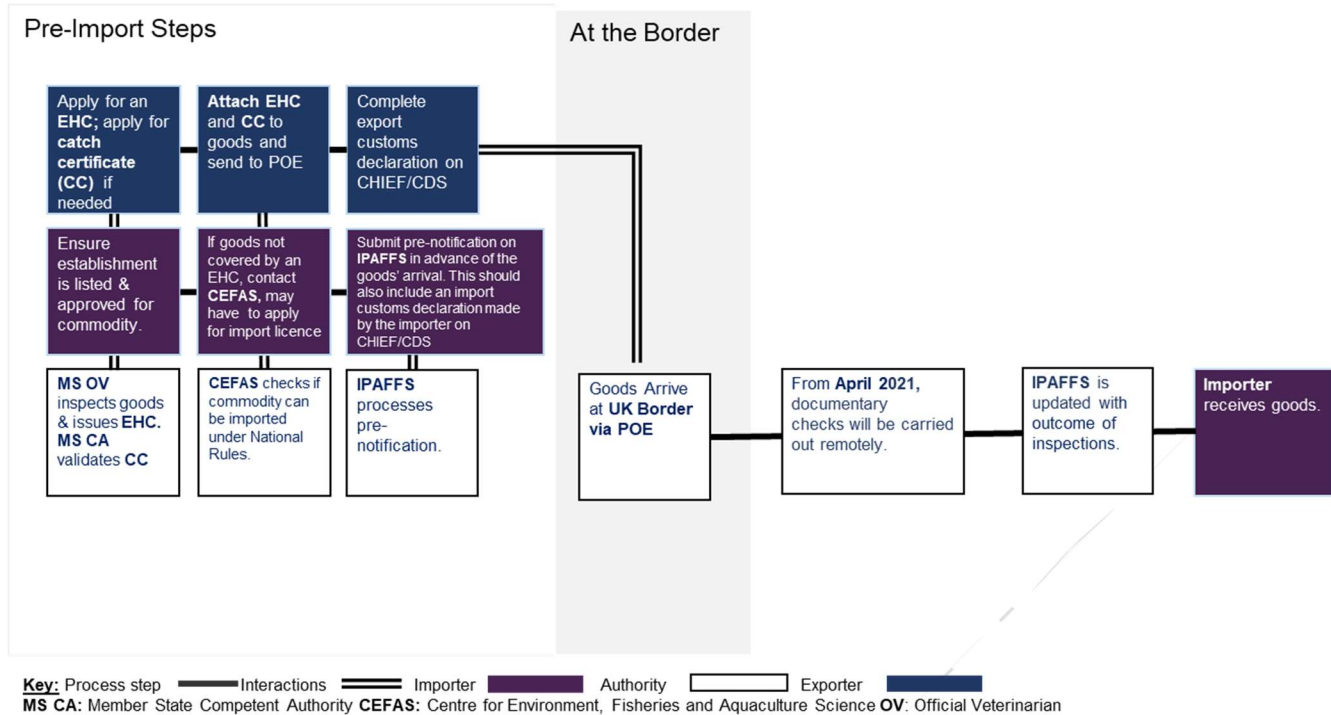 Pre-Import Steps
At the Border
Apply for an
EHC; apply for
catch
certificate
(CC) if
needed
Attach EHC
and CC to
goods and
send to POE
Complete
export
customs
declaration on
CHIEF/CDS
Ensure
establishment
is listed &
approved for
commodity.
If goods not
covered by an
EHC, contact
CEFAS, may
have to apply
for import licence
Submit pre-notification on
IPAFFS in advance of the
goods' arrival. This should
also include an import
customs declaration made
by the importer on
CHIEF/CDS
MS OV
inspects goods
& issues EHC.
MS CA
validates CC
CEFAS checks if
commodity can
be imported
under National
Rules.
IPAFFS
processes
pre-
notification.
Goods Arrive
at UK Border
via POE
From April 2021,
documentary
checks will be carried
out remotely.
IPAFFS is
updated with
outcome of
inspections.
Importer
receives goods.
Key: Process step Interactions Importer Authority Exporter
MS CA: Member State Competent Authority CEFAS: Centre for Environment, Fisheries and Aquaculture Science OV: Official Veterinarian